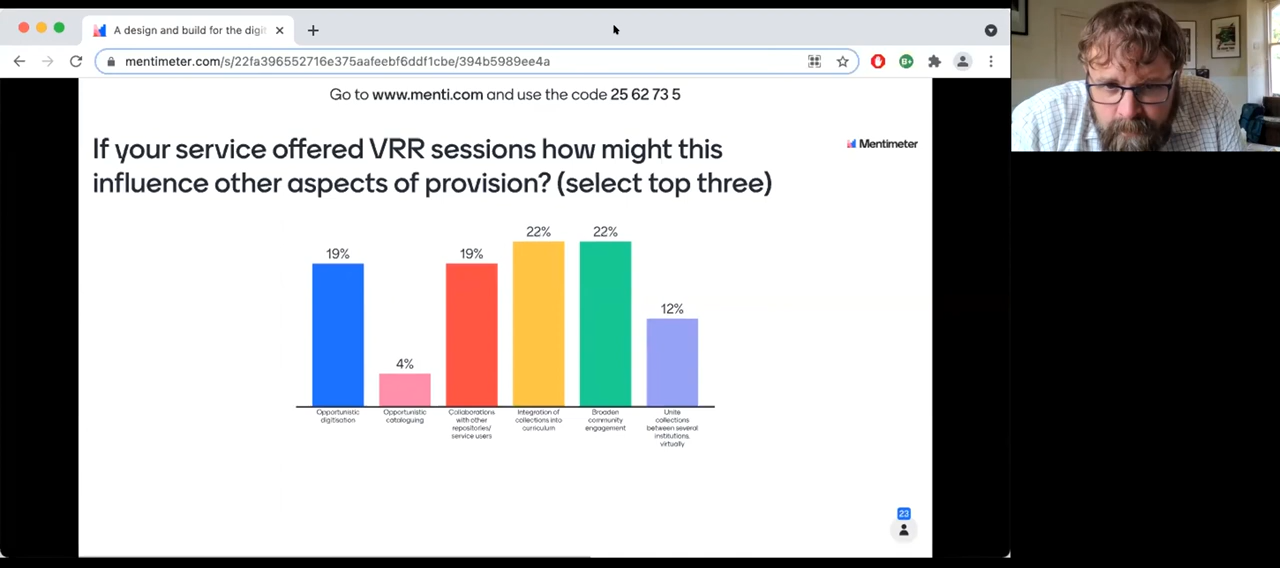 A design and build for the digit
mentimeter.com/s/22fa396552716e375aafeebf6ddf1cbe/394b5989ee4a
Go to www.menti.com and use the code 25 62 73 5
If your service offered VRR sessions how might this
influence other aspects of provision? (select top three)
Mentimeter
19%
4%
19%
22%
22%
12%
Opportunistic
digitisation
Opportunistic
cataloguing
Collaborations
with other
repositories/
service users
Integration of
collections into
curriculum
Broaden
community
engagement
Unite
collections
between several
institutions,
virtually
23